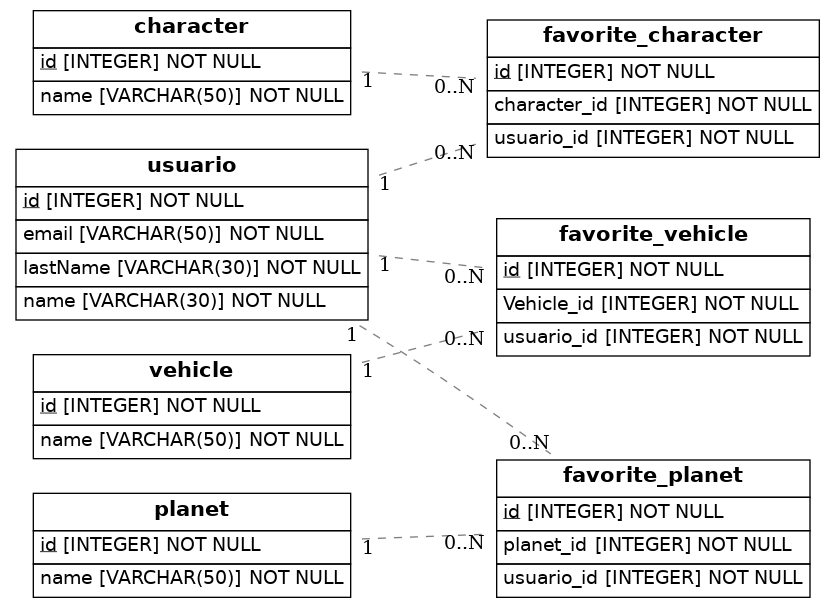 character
id [INTEGER] NOT NULL
name [VARCHAR(50)] NOT NULL
favorite_character
id [INTEGER] NOT NULL
character_id [INTEGER] NOT NULL
usuario_id [INTEGER] NOT NULL
1
0..N
usuario
id [INTEGER] NOT NULL
email [VARCHAR(50)] NOT NULL
lastName [VARCHAR(30)] NOT NULL
name [VARCHAR(30)] NOT NULL
1
0..N
favorite_vehicle
id [INTEGER] NOT NULL
Vehicle_id [INTEGER] NOT NULL
usuario_id [INTEGER] NOT NULL
1
0..N
vehicle
id [INTEGER] NOT NULL
name [VARCHAR(50)] NOT NULL
1
0..N
1
0..N
planet
id [INTEGER] NOT NULL
name [VARCHAR(50)] NOT NULL
favorite_planet
id [INTEGER] NOT NULL
planet_id [INTEGER] NOT NULL
usuario_id [INTEGER] NOT NULL
1
0..N